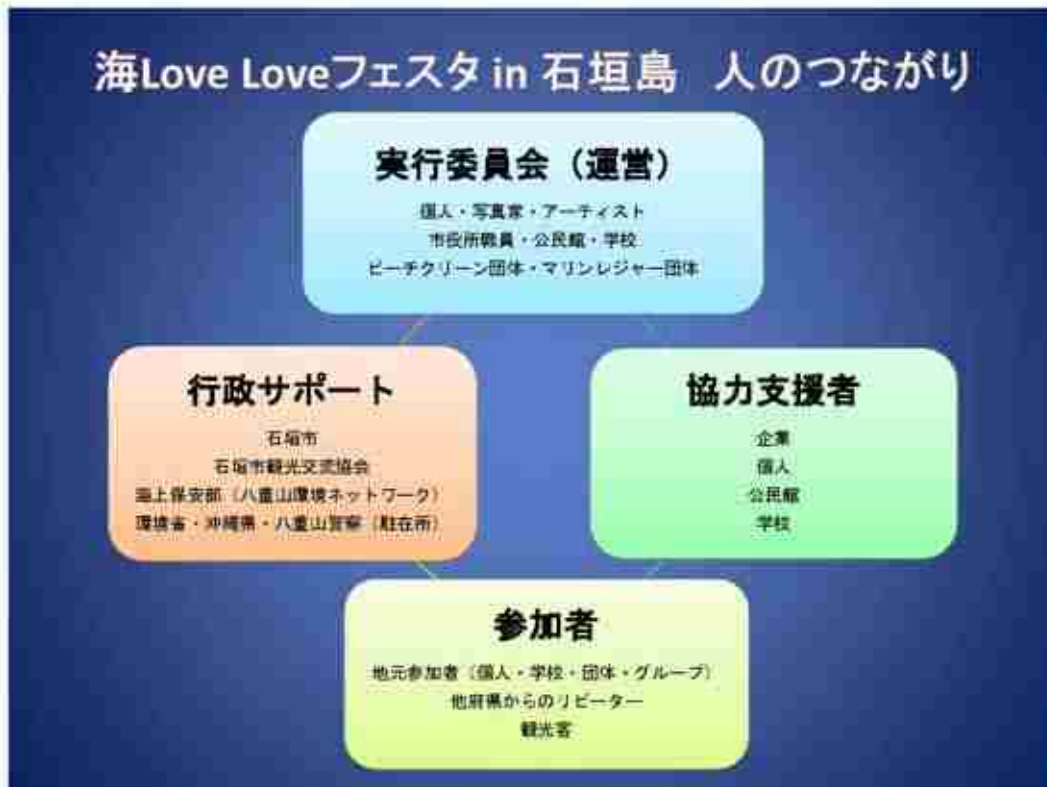 海Love Loveフェスタ in 石垣島　人のつながり
実行委員会（運営）
個人・写真家・アーティスト
市役所職員・公民館・学校
ビーチクリーン団体・マリンレジャー団体
行政サポート
石垣市
石垣市観光交流協会
海上保安部（八重山環境ネットワーク）
環境省・沖縄県・八重山警察（駐在所）
協力支援者
企業
個人
公民館
学校
参加者
地元参加者（個人・学校・団体・グループ）
他府県からのリピーター
観光客